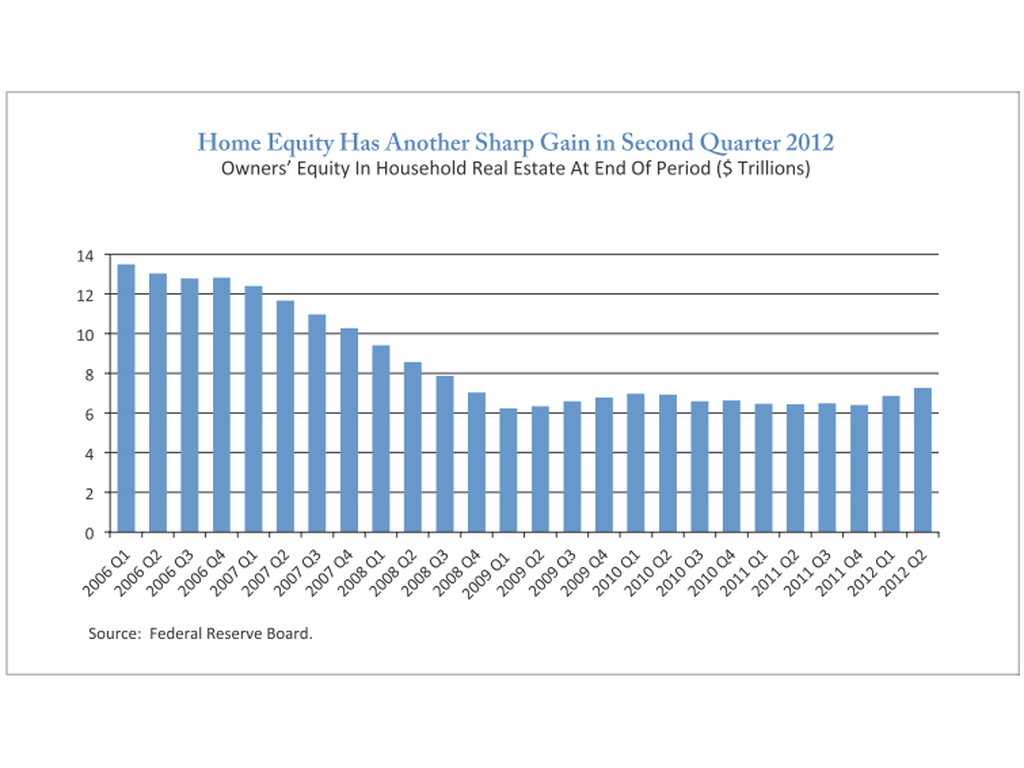 Home Equity Has Another Sharp Gain in Second Quarter 2012
Owners’ Equity In Household Real Estate At End Of Period ($ Trillions)
14
12
10
8
6
4
2
0
2006 Q1
2006 Q2
2006 Q3
2006 Q4
2007 Q1
2007 Q2
2007 Q3
2007 Q4
2008 Q1
2008 Q2
2008 Q3
2008 Q4
2009 Q1
2009 Q2
2009 Q3
2009 Q4
2010 Q1
2010 Q2
2010 Q3
2010 Q4
2011 Q1
2011 Q2
2011 Q3
2011 Q4
2012 Q1
2012 Q2
Source:  Federal Reserve Board.